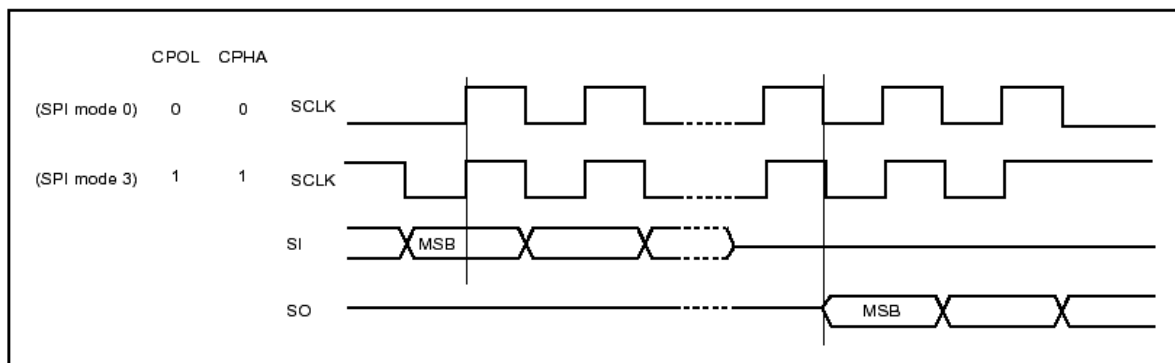 CPOL CPHA
(SPI mode 0) 0 0 SCLK
(SPI mode 3) 1 1 SCLK
SI MSB
SO MSB